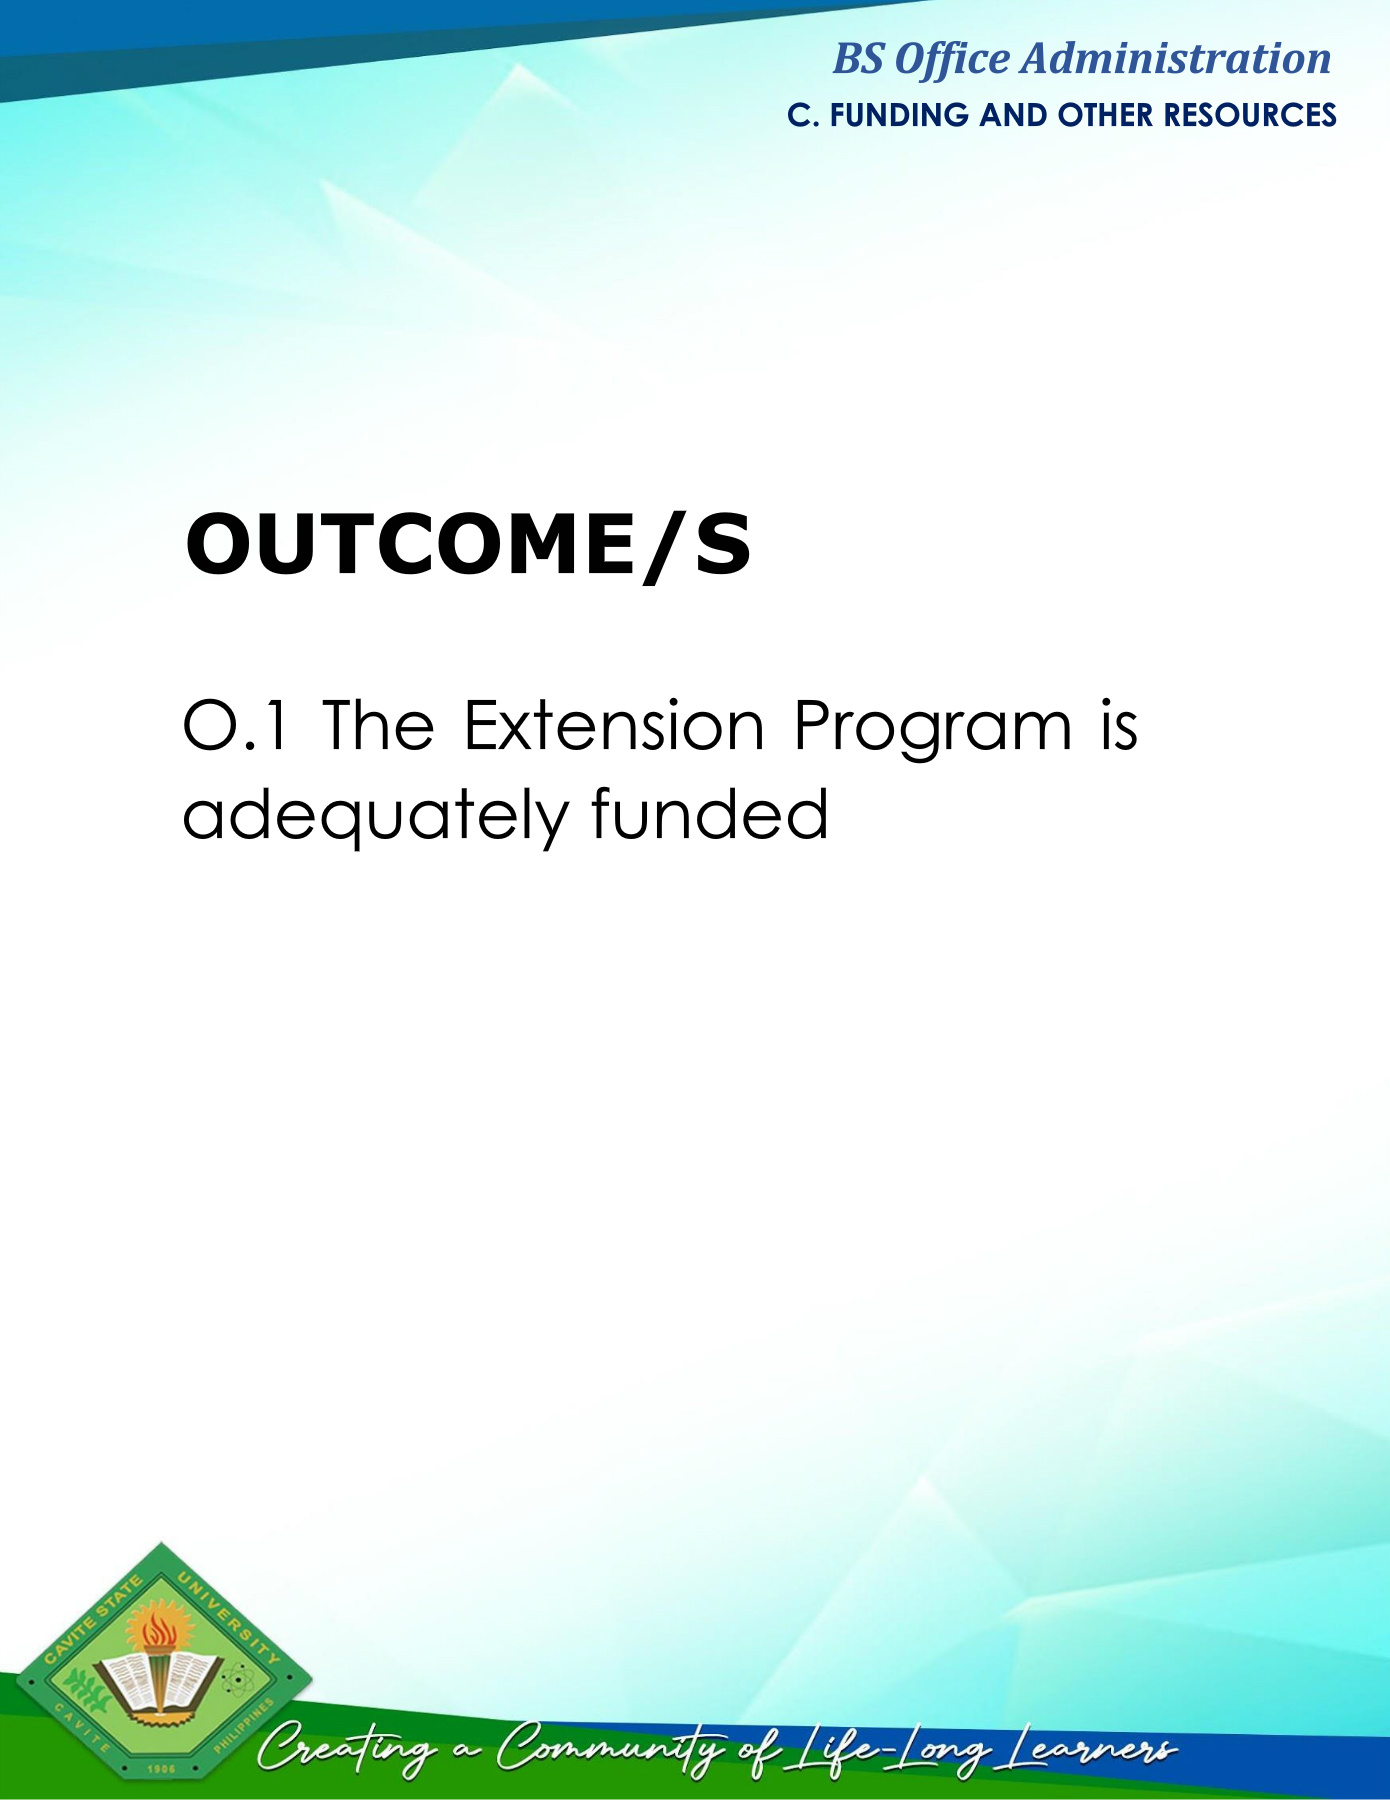 BS Office Administration
C. FUNDING AND OTHER RESOURCES
OUTCOME/S
O.1 The Extension Program is
adequately funded
CAVITE STATE UNIVERSITY
CAVITE
1906
PHILIPPINES
Creating a Community of Life-Long Learners